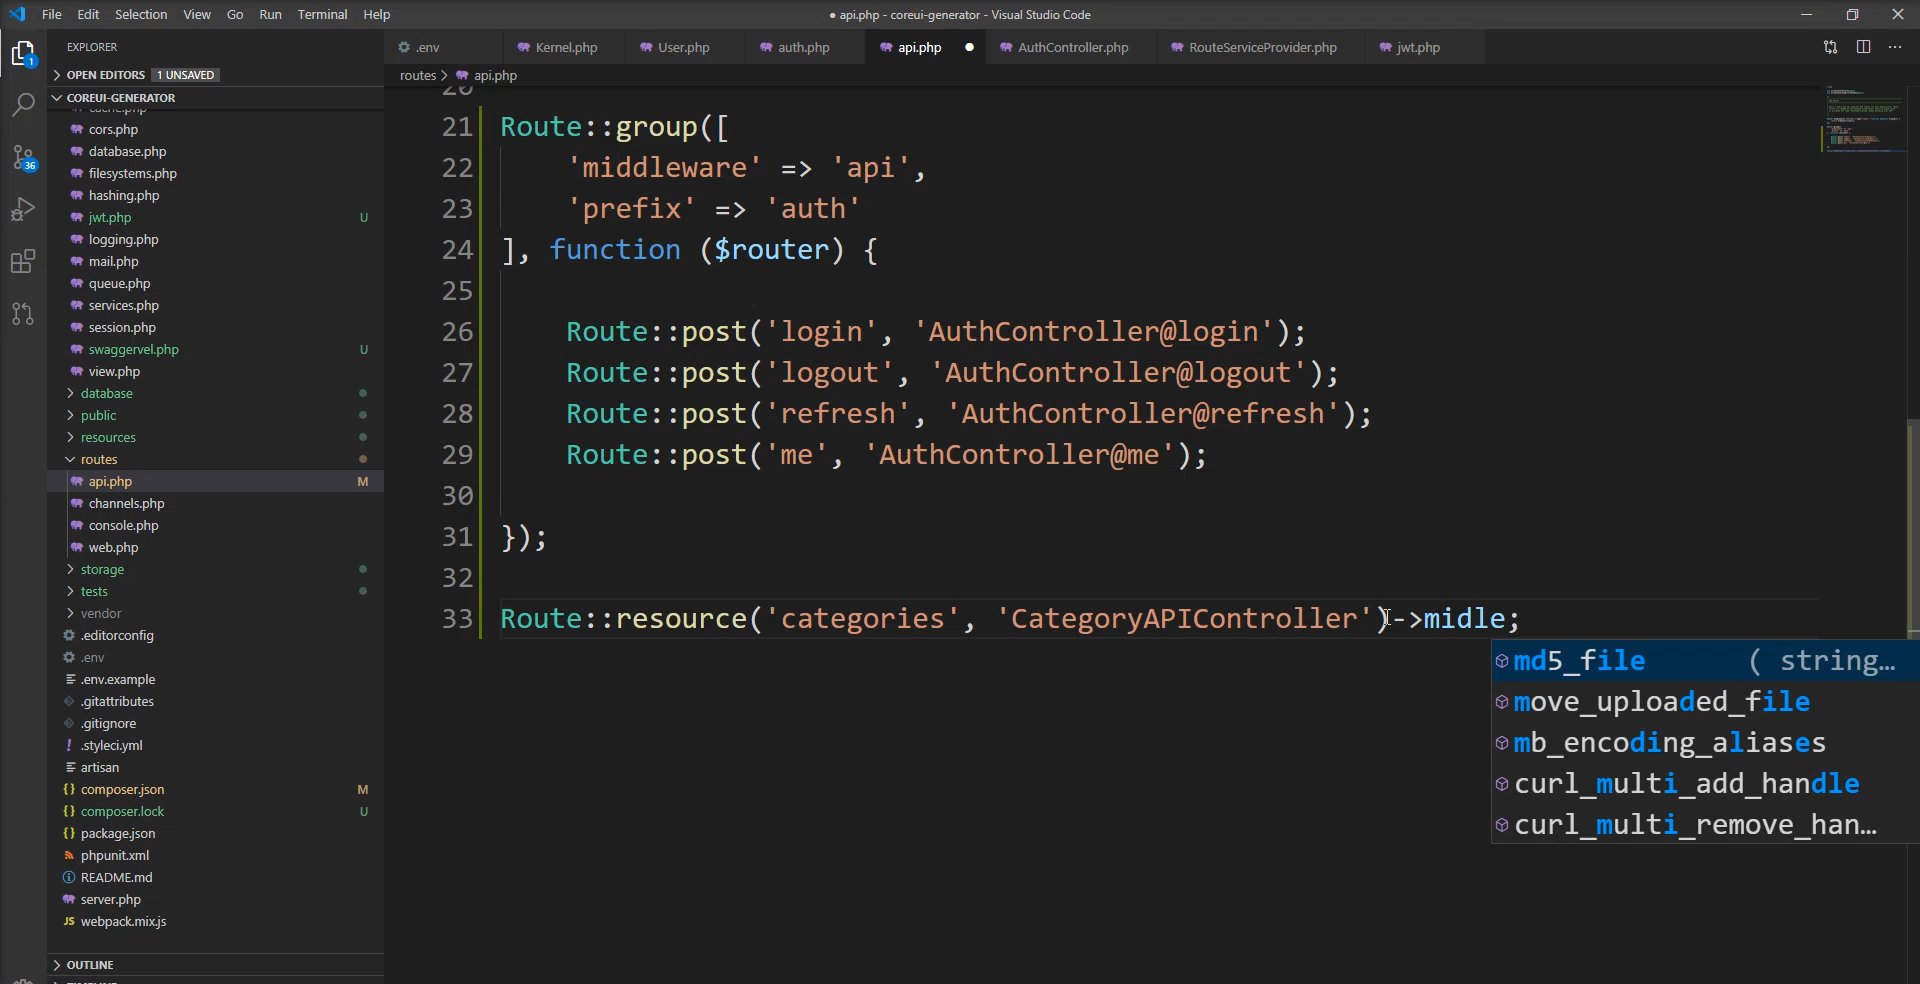 File Edit Selection View Go Run Terminal Help
● api.php - coreui-generator - Visual Studio Code
EXPLORER
OPEN EDITORS 1 UNSAVED
COREUI-GENERATOR
cache.php
cors.php
database.php
filesystems.php
hashing.php
jwt.php U
logging.php
mail.php
queue.php
services.php
session.php
swaggervel.php U
view.php
database
public
resources
routes
api.php M
channels.php
console.php
web.php
storage
tests
vendor
.editorconfig
.env
.env.example
.gitattributes
.gitignore
.styleci.yml
artisan
composer.json M
composer.lock U
package.json
phpunit.xml
README.md
server.php
webpack.mix.js
OUTLINE
1
36
.env Kernel.php User.php auth.php api.php AuthController.php RouteServiceProvider.php jwt.php
routes > api.php
20
21 Route::group([
22 'middleware' => 'api',
23 'prefix' => 'auth'
24 ], function ($router) {
25
26 Route::post('login', 'AuthController@login');
27 Route::post('logout', 'AuthController@logout');
28 Route::post('refresh', 'AuthController@refresh');
29 Route::post('me', 'AuthController@me');
30
31 });
32
33 Route::resource('categories', 'CategoryAPIController')->midle;
md5_file ( string…
move_uploaded_file
mb_encoding_aliases
curl_multi_add_handle
curl_multi_remove_han…